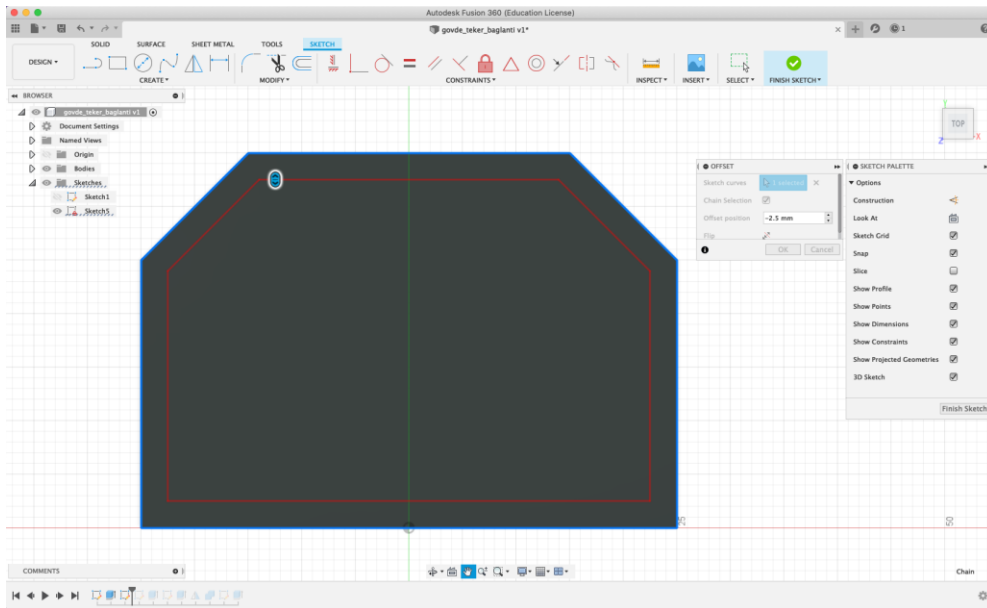 Autodesk Fusion 360 (Education License)
govde_teker_baglanti v1*
1
SOLID SURFACE SHEET METAL TOOLS SKETCH
DESIGN
CREATE MODIFY CONSTRAINTS INSPECT INSERT SELECT FINISH SKETCH
BROWSER
govde_teker_baglanti v1
Document Settings
Named Views
Origin
Bodies
Sketches
Sketch1
Sketch5
TOP
X
Y
Z
OFFSET
Sketch curves 1 selected
Chain Selection
Offset position -2.5 mm
Flip
OK Cancel
SKETCH PALETTE
Options
Construction
Look At
Sketch Grid
Snap
Slice
Show Profile
Show Points
Show Dimensions
Show Constraints
Show Projected Geometries
3D Sketch
Finish Sketch
25
50
COMMENTS
Chain